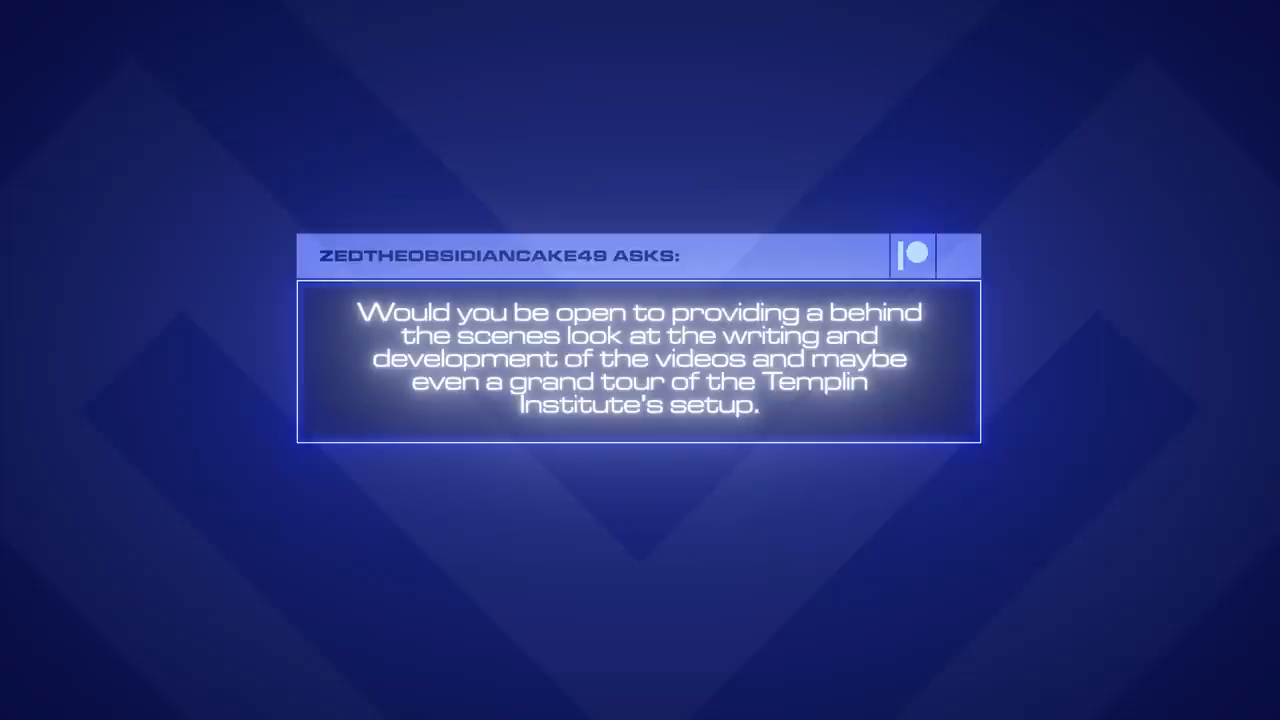 ZEDTHEOBSIDIANCAKE49 ASKS:
Would you be open to providing a behind
the scenes look at the writing and
development of the videos and maybe
even a grand tour of the Templin
Institute's setup.